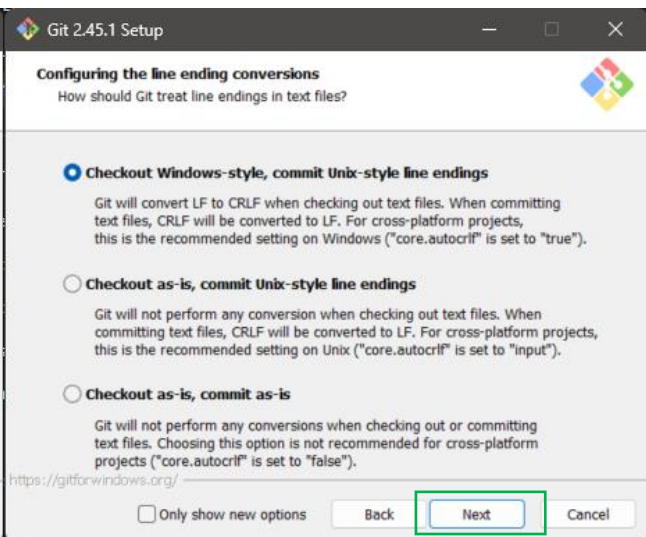 Git 2.45.1 Setup
Configuring the line ending conversions
How should Git treat line endings in text files?
Checkout Windows-style, commit Unix-style line endings
Git will convert LF to CRLF when checking out text files. When committing
text files, CRLF will be converted to LF. For cross-platform projects,
this is the recommended setting on Windows ("core.autocrlf" is set to "true").
Checkout as-is, commit Unix-style line endings
Git will not perform any conversion when checking out text files. When
committing text files, CRLF will be converted to LF. For cross-platform projects,
this is the recommended setting on Unix ("core.autocrlf" is set to "input").
Checkout as-is, commit as-is
Git will not perform any conversions when checking out or committing
text files. Choosing this option is not recommended for cross-platform
projects ("core.autocrlf" is set to "false").
https://gitforwindows.org/
Only show new options Back Next Cancel